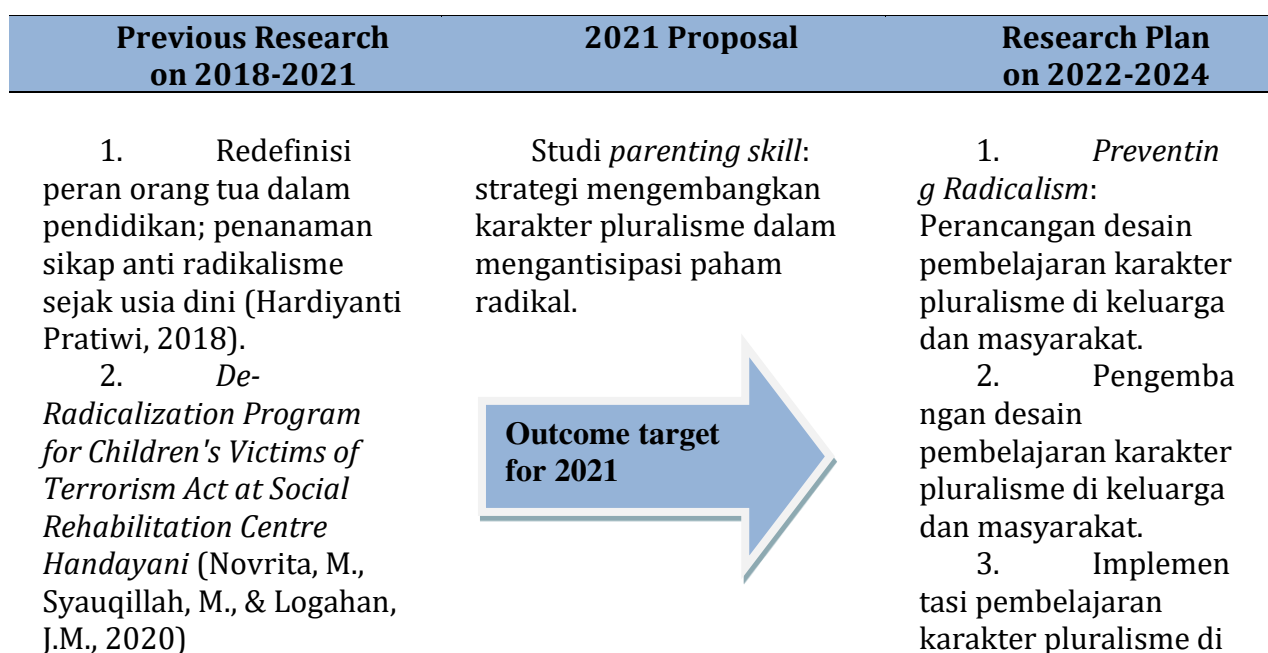 Previous Research
on 2018-2021
2021 Proposal
Research Plan
on 2022-2024
1. Redefinisi
peran orang tua dalam
pendidikan; penanaman
sikap anti radikalisme
sejak usia dini (Hardiyanti
Pratiwi, 2018).
2. De-
Radicalization Program
for Children's Victims of
Terrorism Act at Social
Rehabilitation Centre
Handayani (Novrita, M.,
Syauqillah, M., & Logahan,
J.M., 2020)
Studi parenting skill:
strategi mengembangkan
karakter pluralisme dalam
mengantisipasi paham
radikal.
Outcome target
for 2021
1. Preventin
g Radicalism:
Perancangan desain
pembelajaran karakter
pluralisme di keluarga
dan masyarakat.
2. Pengemba
ngan desain
pembelajaran karakter
pluralisme di keluarga
dan masyarakat.
3. Implemen
tasi pembelajaran
karakter pluralisme di